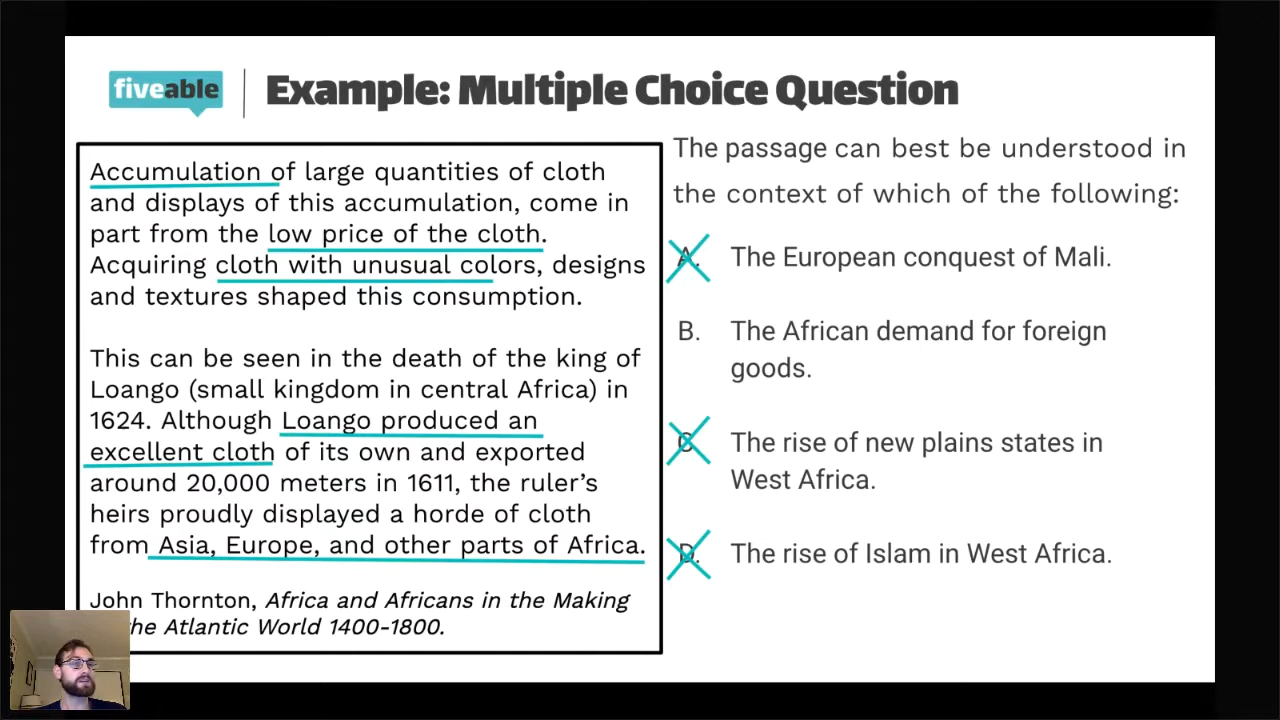 fiveable
Example: Multiple Choice Question
Accumulation of large quantities of cloth
and displays of this accumulation, come in
part from the low price of the cloth.
Acquiring cloth with unusual colors, designs
and textures shaped this consumption.
This can be seen in the death of the king of
Loango (small kingdom in central Africa) in
1624. Although Loango produced an
excellent cloth of its own and exported
around 20,000 meters in 1611, the ruler's
heirs proudly displayed a horde of cloth
from Asia, Europe, and other parts of Africa.
John Thornton, Africa and Africans in the Making
the Atlantic World 1400-1800.
The passage can best be understood in
the context of which of the following:
A. The European conquest of Mali.
B. The African demand for foreign
goods.
C. The rise of new plains states in
West Africa.
D. The rise of Islam in West Africa.